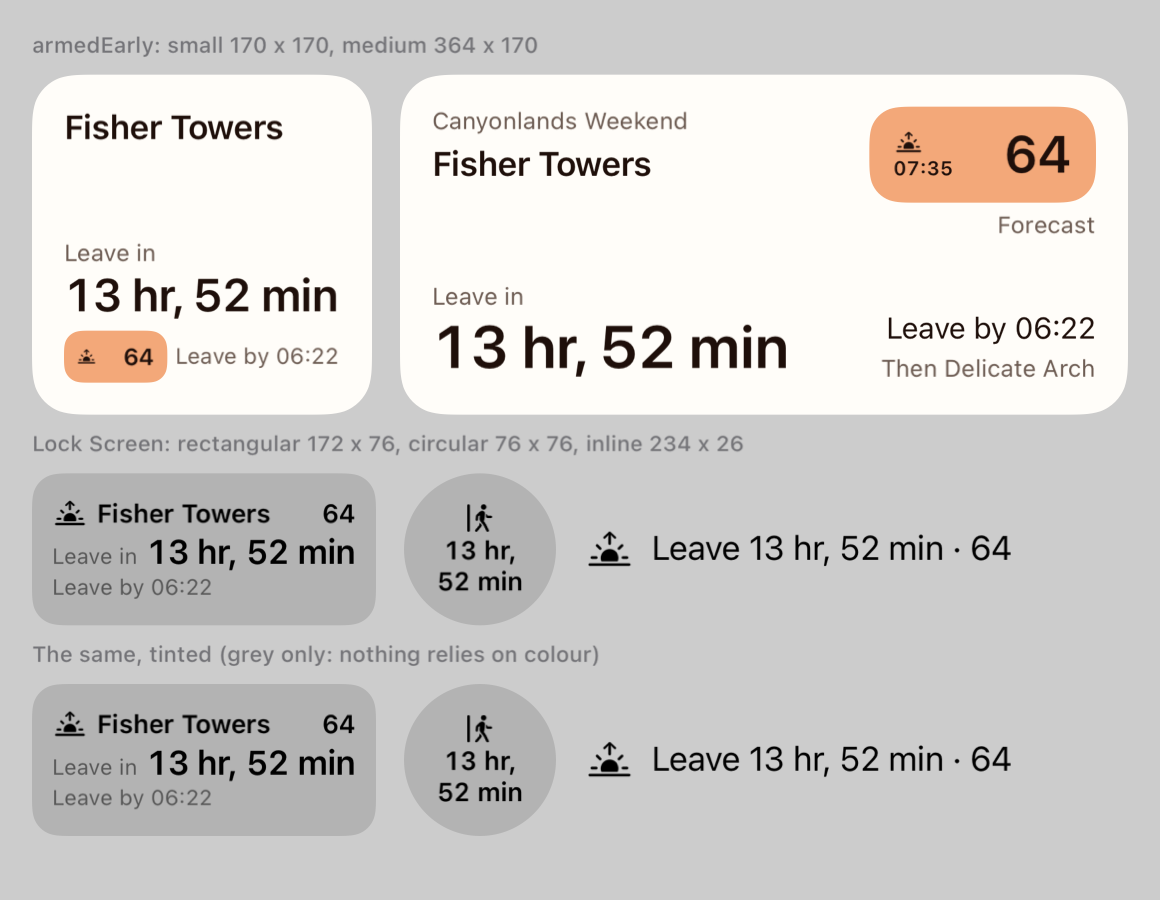 armedEarly: small 170 x 170, medium 364 x 170
Fisher Towers
Leave in
13 hr, 52 min
64
Leave by 06:22
Canyonlands Weekend
Fisher Towers
07:35
64
Forecast
Leave in
13 hr, 52 min
Leave by 06:22
Then Delicate Arch
Lock Screen: rectangular 172 x 76, circular 76 x 76, inline 234 x 26
Fisher Towers 64
Leave in 13 hr, 52 min
Leave by 06:22
13 hr,
52 min
Leave 13 hr, 52 min · 64
The same, tinted (grey only: nothing relies on colour)
Fisher Towers 64
Leave in 13 hr, 52 min
Leave by 06:22
13 hr,
52 min
Leave 13 hr, 52 min · 64